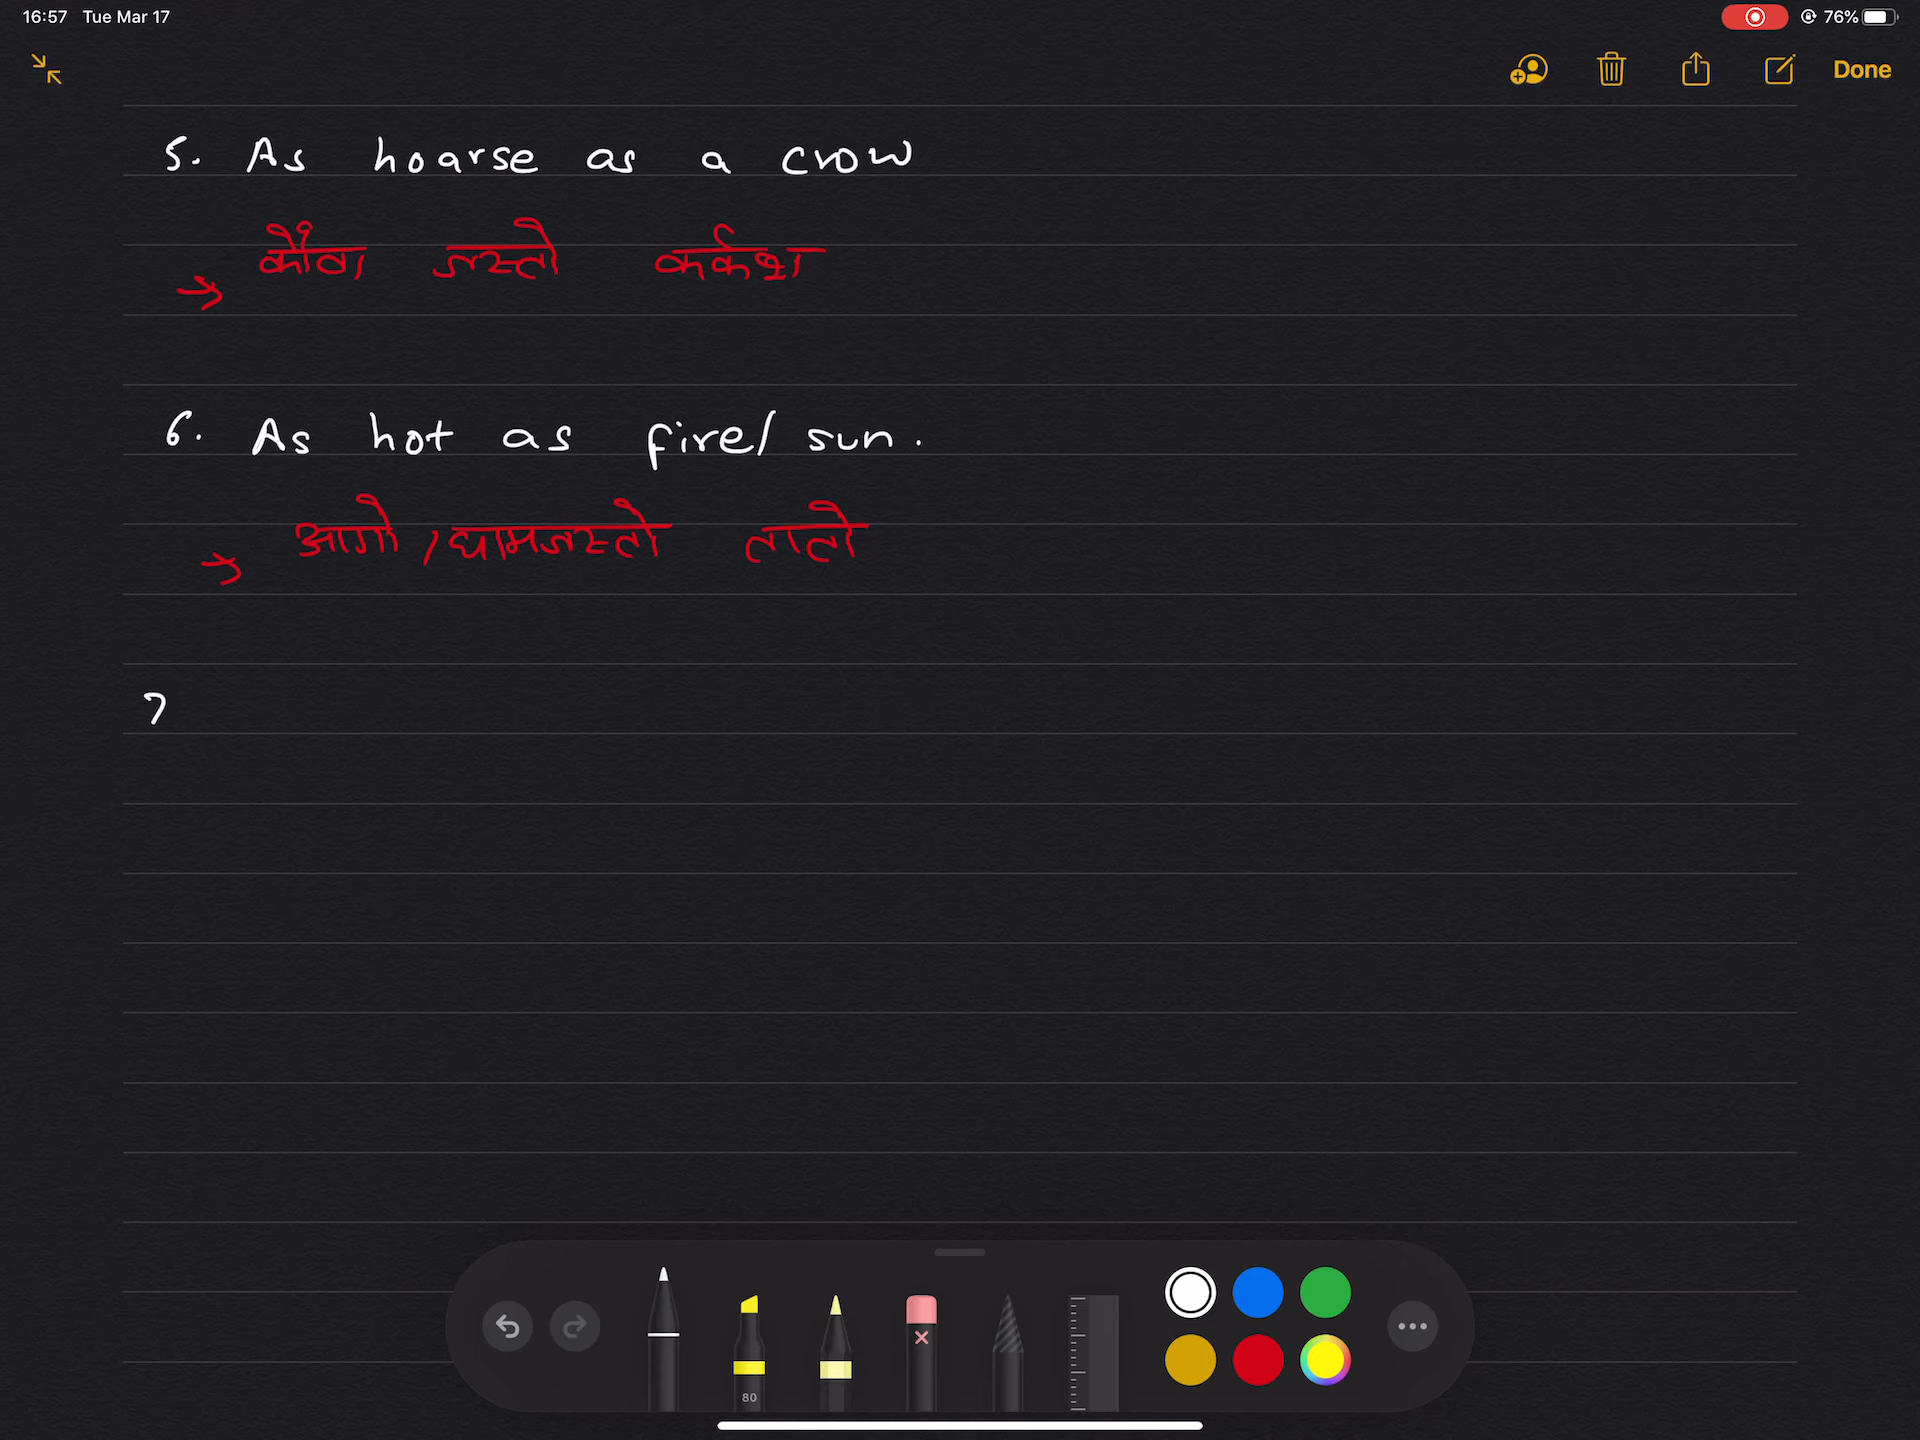 16:57 Tue Mar 17 76%
Done
5. As hoarse as a crow
→ कौवा जस्तो कर्कश
6. As hot as fire/ sun.
→ आगो / घामजस्तो तातो
7
80